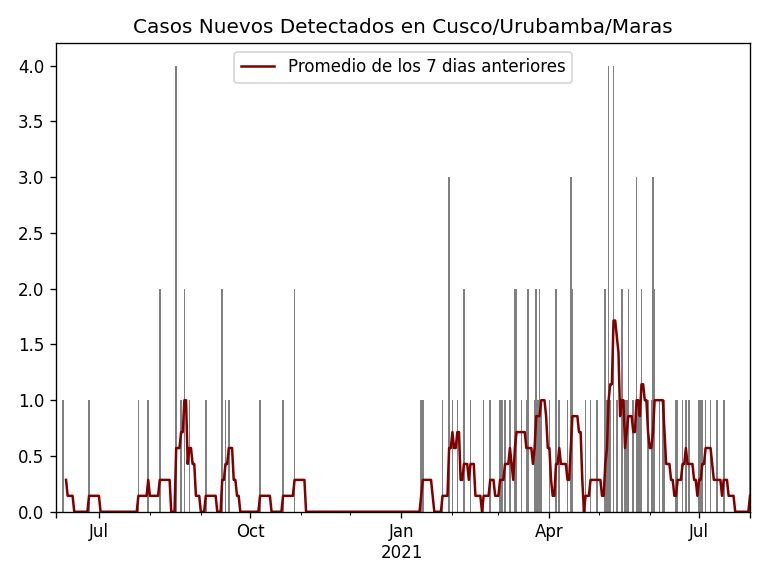 Casos Nuevos Detectados en Cusco/Urubamba/Maras
Promedio de los 7 dias anteriores
4.0
3.5
3.0
2.5
2.0
1.5
1.0
0.5
0.0
Jul
Oct
Jan
2021
Apr
Jul